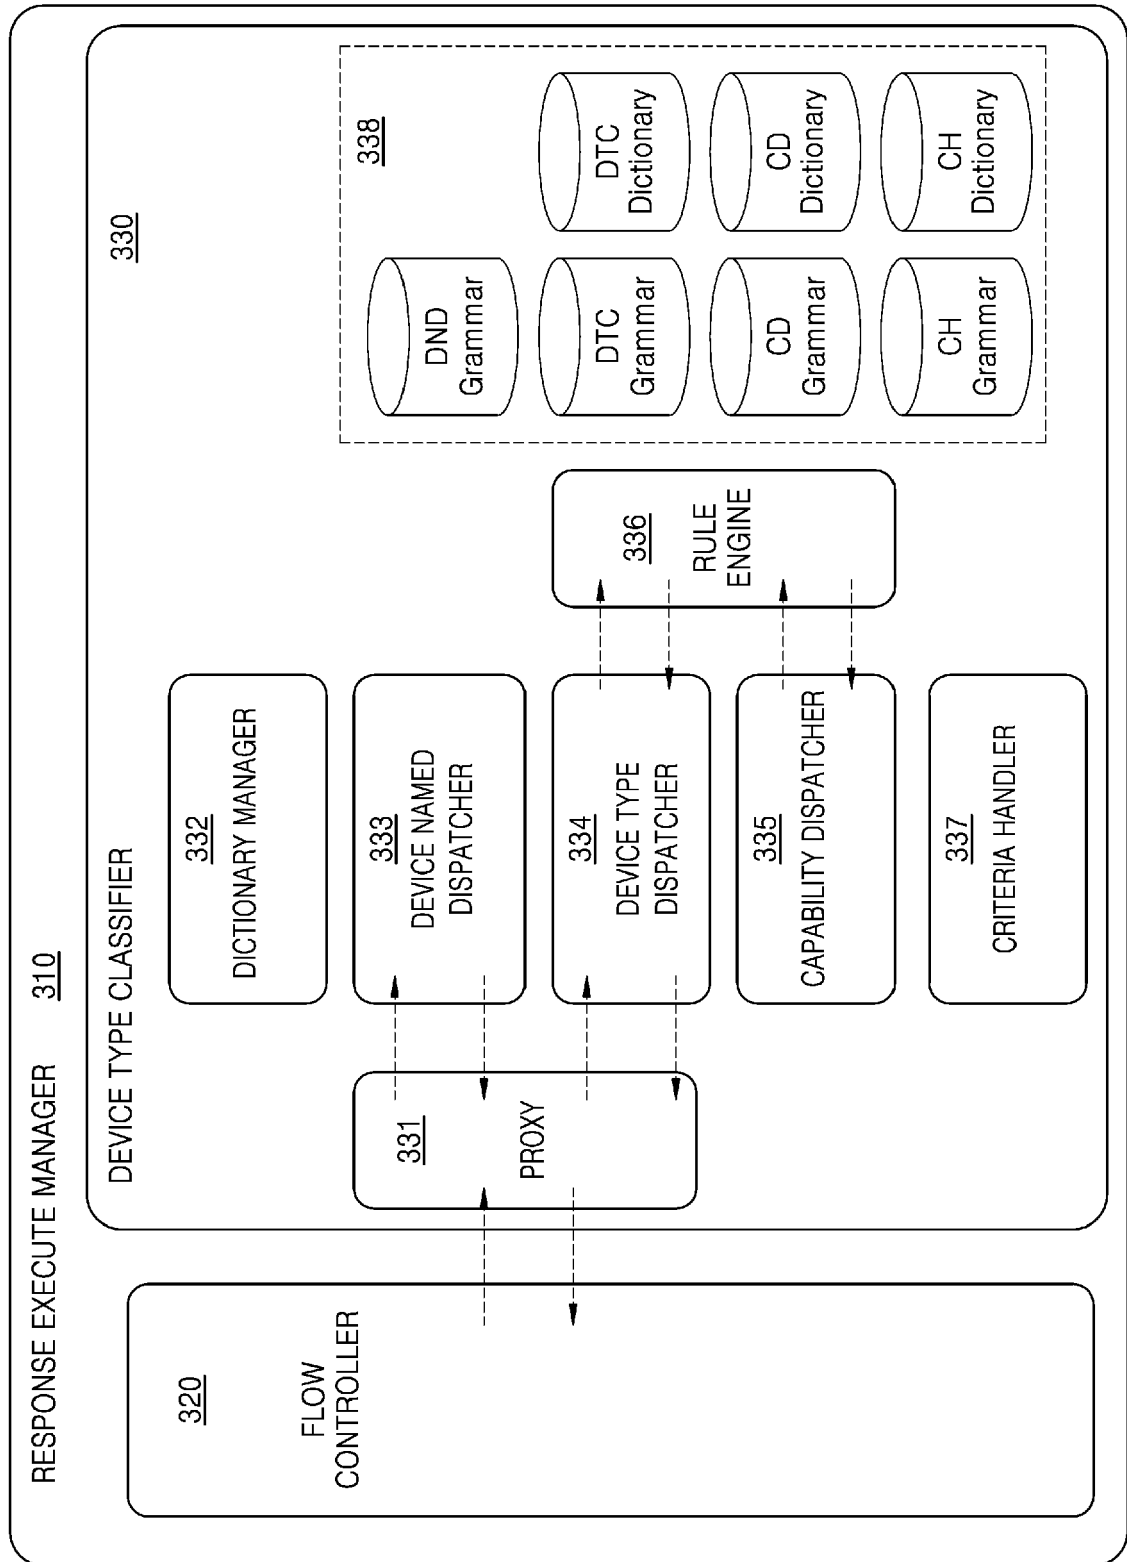 RESPONSE EXECUTE MANAGER 310
320
FLOW
CONTROLLER
DEVICE TYPE CLASSIFIER
330
331
PROXY
332
DICTIONARY MANAGER
333
DEVICE NAMED
DISPATCHER
334
DEVICE TYPE
DISPATCHER
335
CAPABILITY DISPATCHER
337
CRITERIA HANDLER
336
RULE
ENGINE
338
DND
Grammar
DTC
Grammar
DTC
Dictionary
CD
Grammar
CD
Dictionary
CH
Grammar
CH
Dictionary